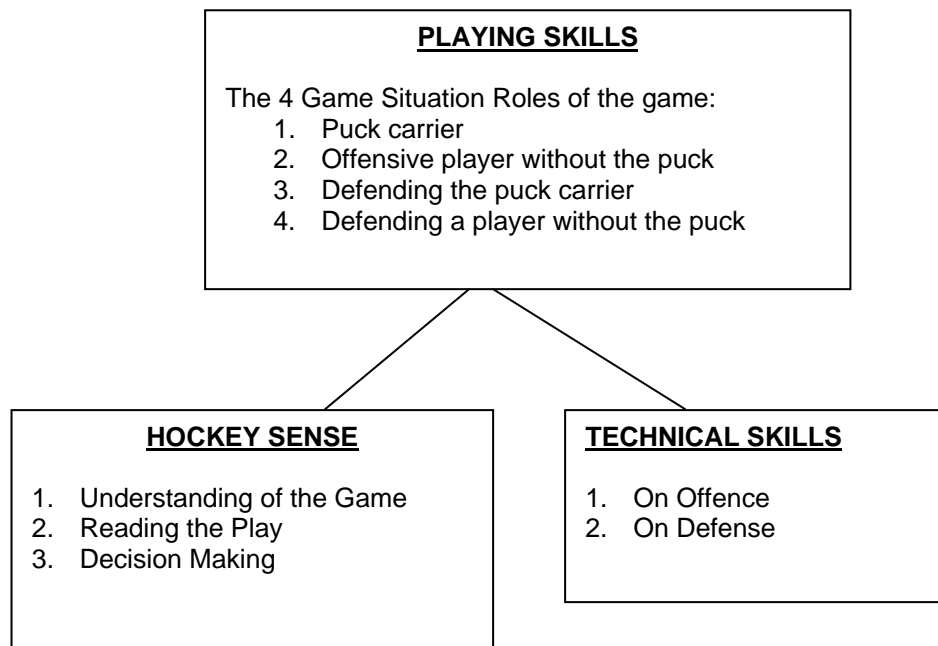 PLAYING SKILLS
The 4 Game Situation Roles of the game:
1. Puck carrier
2. Offensive player without the puck
3. Defending the puck carrier
4. Defending a player without the puck
HOCKEY SENSE
1. Understanding of the Game
2. Reading the Play
3. Decision Making
TECHNICAL SKILLS
1. On Offence
2. On Defense